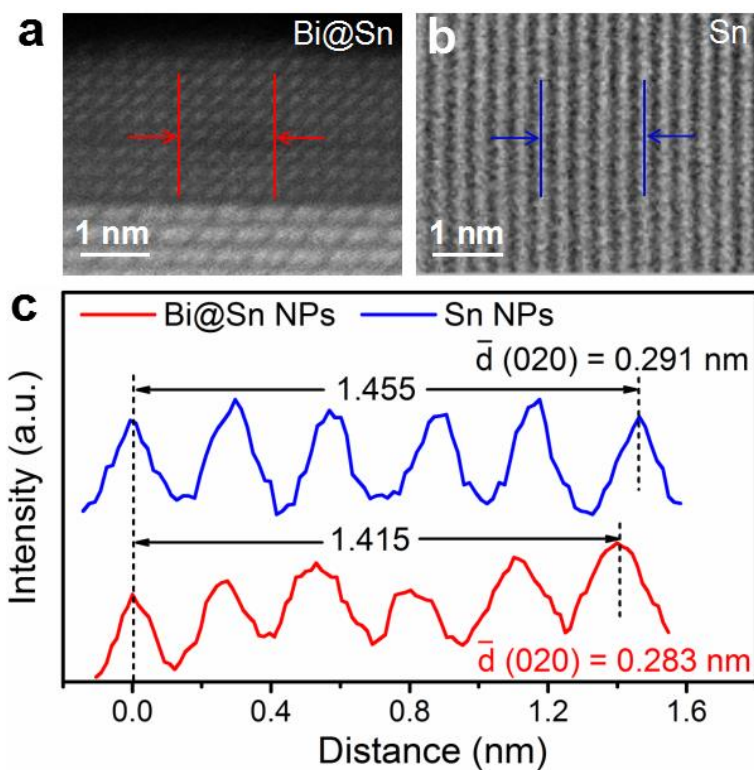 a
Bi@Sn
1 nm
b
Sn
1 nm
c
Bi@Sn NPs
Sn NPs
d̄ (020) = 0.291 nm
1.455
1.415
d̄ (020) = 0.283 nm
Intensity (a.u.)
0.0 0.4 0.8 1.2 1.6
Distance (nm)